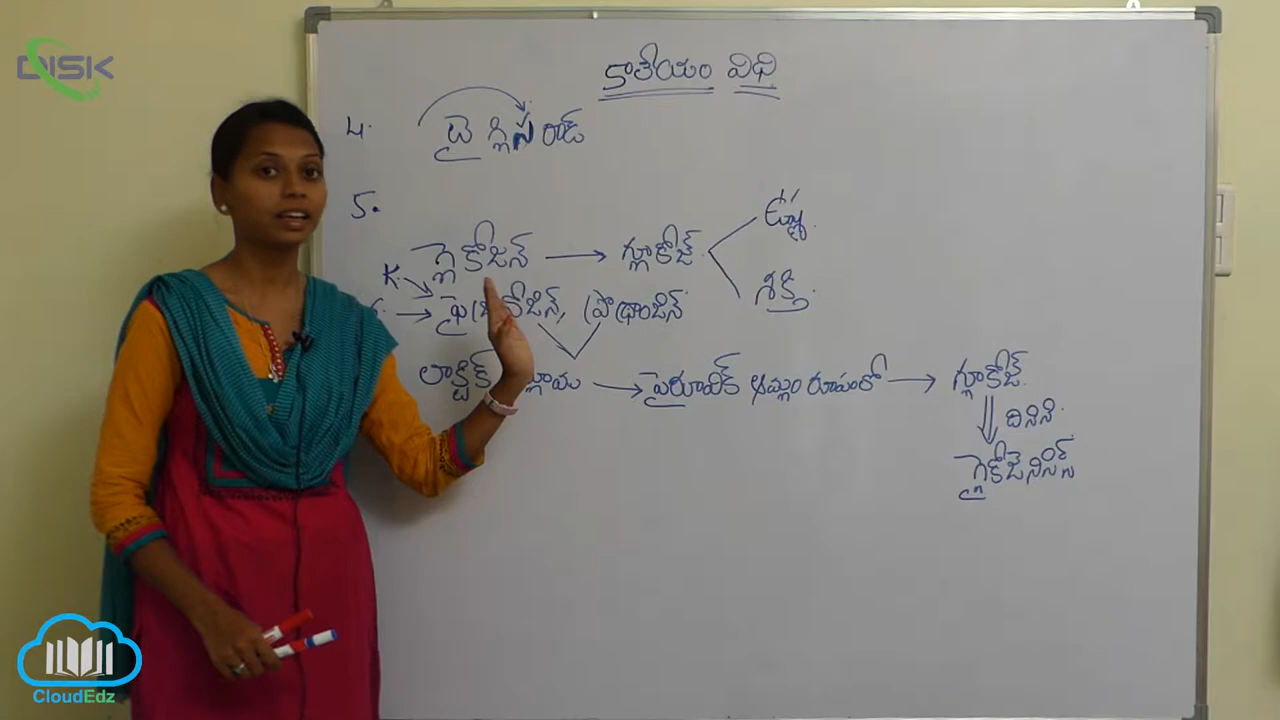 DISK
కాలేయం విధి
4. ట్రై గ్లిసరాడ్
5.
గ్లైకోజన్ → గ్లూకోజ్ ఉష్ణ
శక్తి
K
ప్రొథ్రాంబిన్
లాక్టిక్ → పైరూవిక్ ఆమ్లం రూపంలో → గ్లూకోజ్
దినిని
గ్లైకోజెనిసిస్
CloudEdz